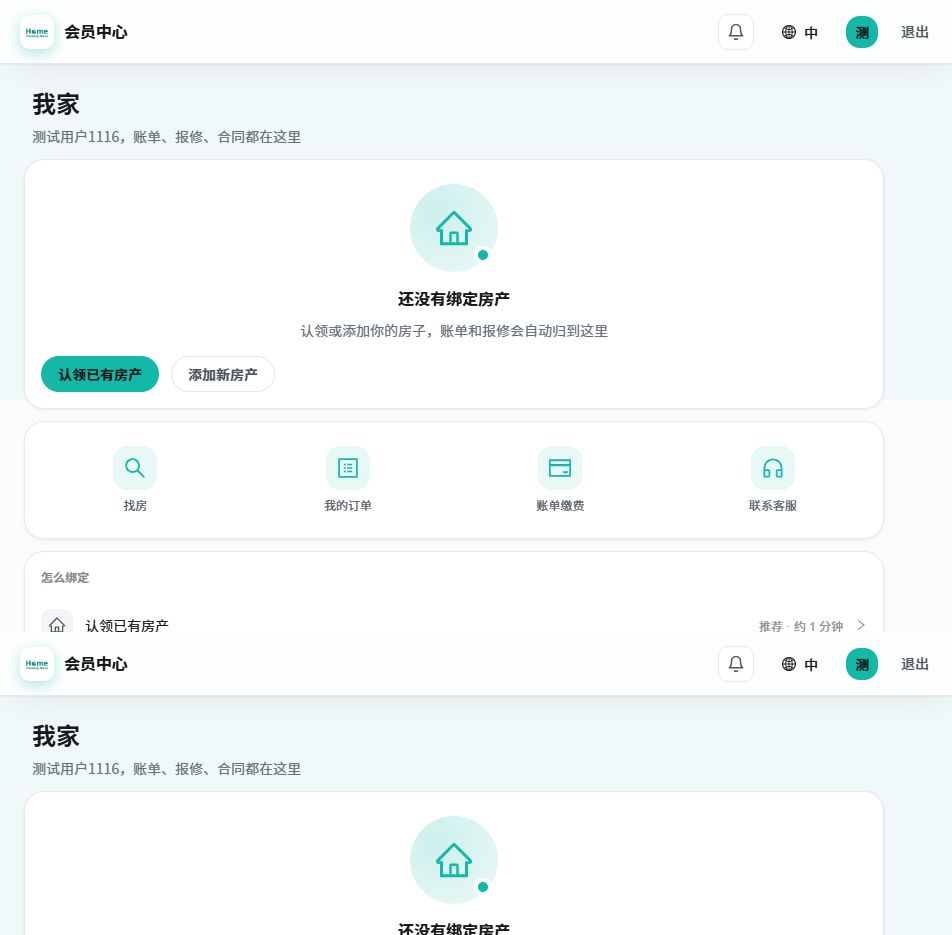 Home
会员中心
中
测
退出
我家
测试用户1116，账单、报修、合同都在这里
还没有绑定房产
认领或添加你的房子，账单和报修会自动归到这里
认领已有房产
添加新房产
找房
我的订单
账单缴费
联系客服
怎么绑定
认领已有房产
推荐 · 约 1 分钟
Home
会员中心
中
测
退出
我家
测试用户1116，账单、报修、合同都在这里
还没有绑定房产